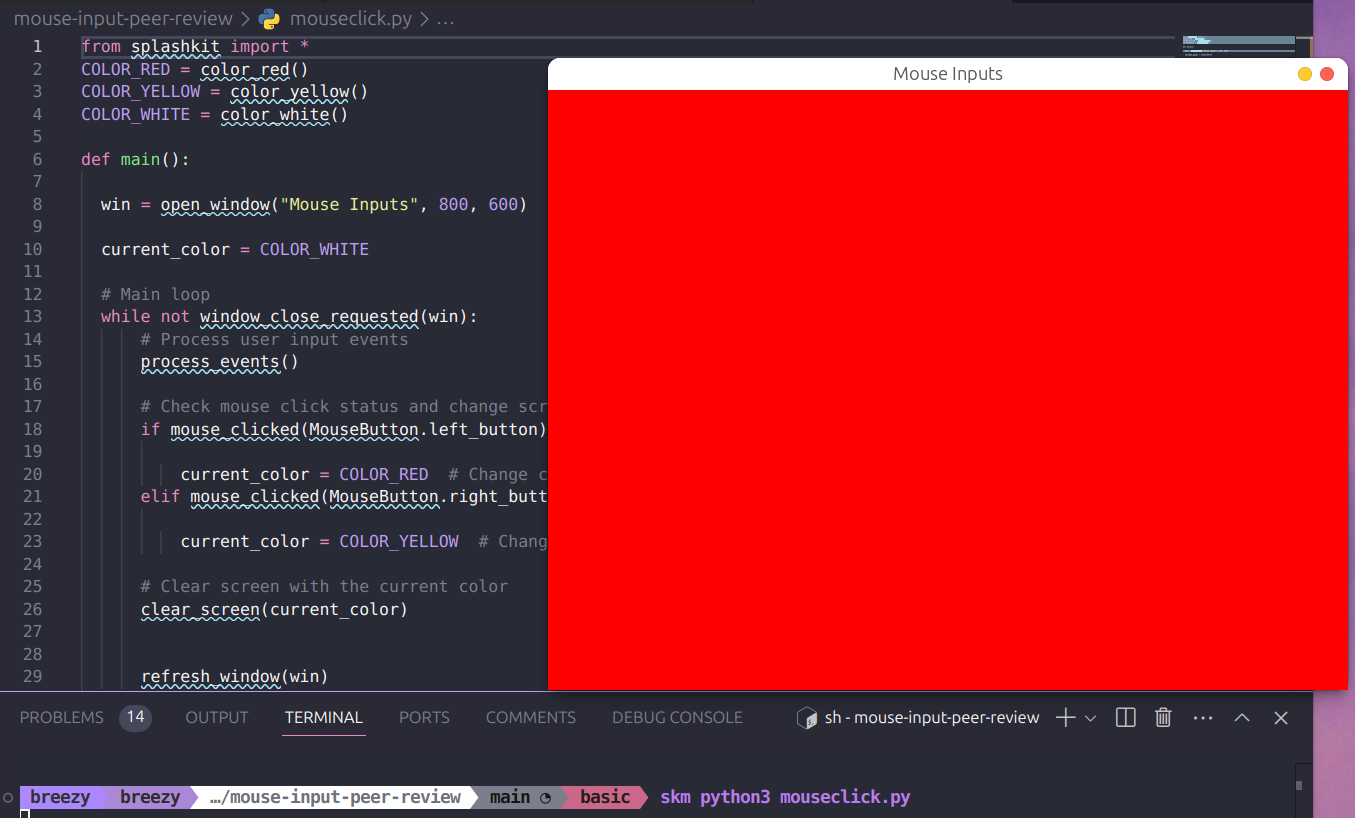 mouse-input-peer-review > mouseclick.py > ...
1 from splashkit import *
2 COLOR_RED = color_red()
3 COLOR_YELLOW = color_yellow()
4 COLOR_WHITE = color_white()
5
6 def main():
7
8 win = open_window("Mouse Inputs", 800, 600)
9
10 current_color = COLOR_WHITE
11
12 # Main loop
13 while not window_close_requested(win):
14 # Process user input events
15 process_events()
16
17 # Check mouse click status and change scr
18 if mouse_clicked(MouseButton.left_button)
19
20 current_color = COLOR_RED # Change c
21 elif mouse_clicked(MouseButton.right_butt
22
23 current_color = COLOR_YELLOW # Chang
24
25 # Clear screen with the current color
26 clear_screen(current_color)
27
28
29 refresh_window(win)
Mouse Inputs
PROBLEMS 14 OUTPUT TERMINAL PORTS COMMENTS DEBUG CONSOLE sh - mouse-input-peer-review
breezy breezy …/mouse-input-peer-review main basic skm python3 mouseclick.py